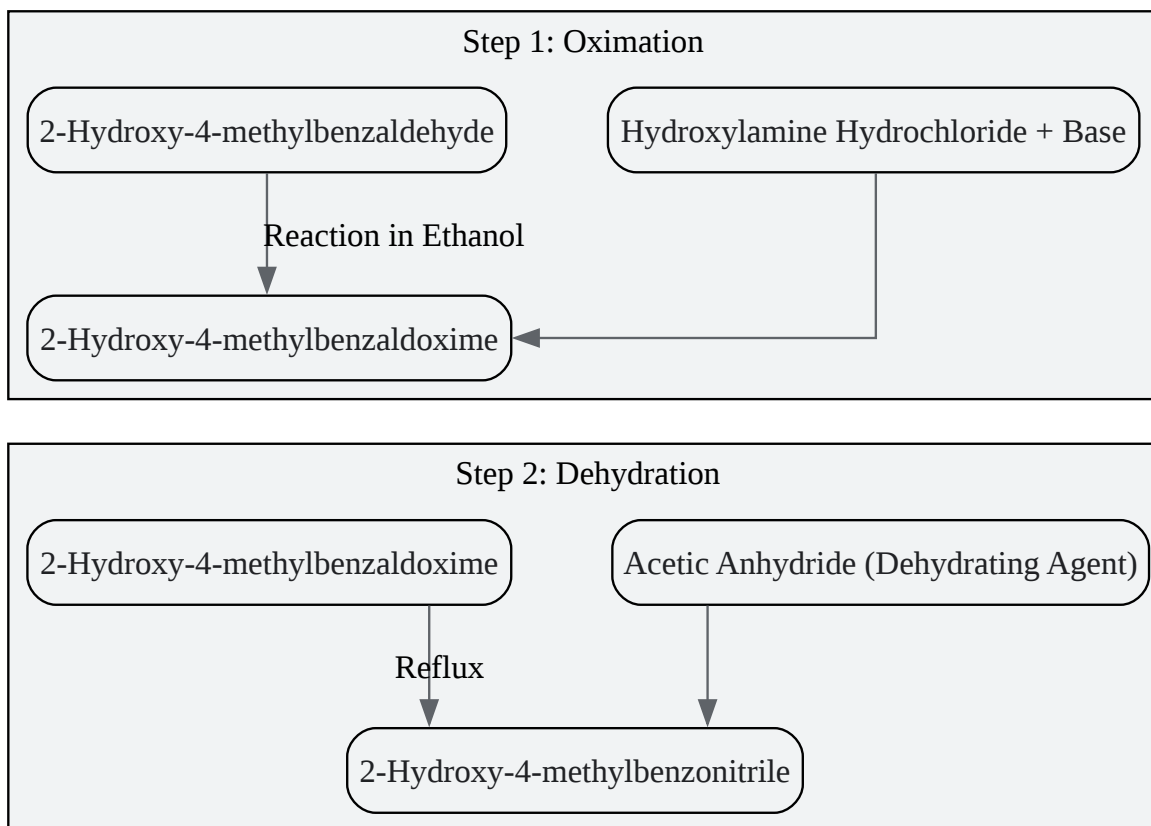 Step 1: Oximation
2-Hydroxy-4-methylbenzaldehyde
Hydroxylamine Hydrochloride + Base
Reaction in Ethanol
2-Hydroxy-4-methylbenzaldoxime
Step 2: Dehydration
2-Hydroxy-4-methylbenzaldoxime
Acetic Anhydride (Dehydrating Agent)
Reflux
2-Hydroxy-4-methylbenzonitrile